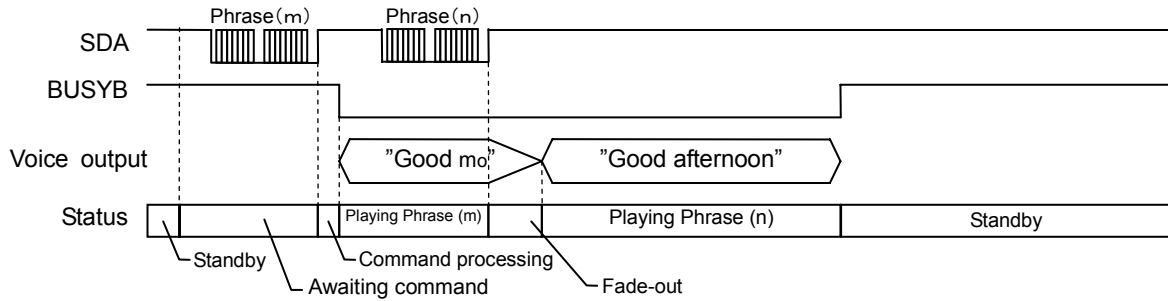 Phrase(m) Phrase(n)
SDA
BUSYB
Voice output "Good mo" "Good afternoon"
Status Playing Phrase (m) Playing Phrase (n) Standby
Standby Command processing Fade-out
Awaiting command